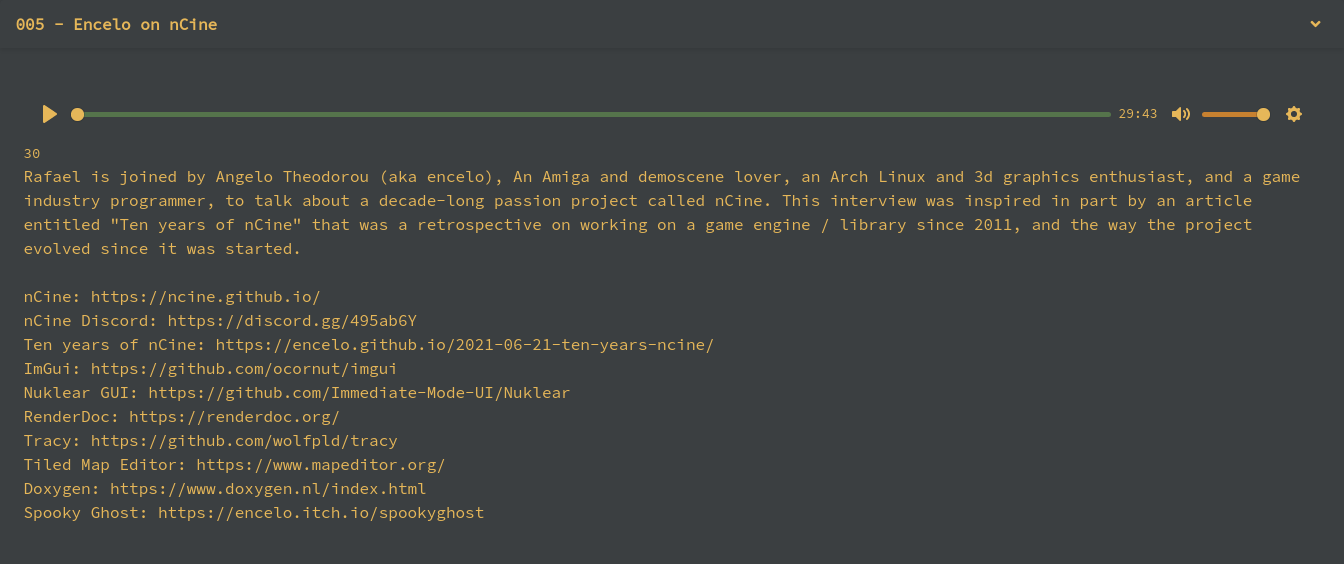 005 - Encelo on nCine
29:43
30
Rafael is joined by Angelo Theodorou (aka encelo), An Amiga and demoscene lover, an Arch Linux and 3d graphics enthusiast, and a game
industry programmer, to talk about a decade-long passion project called nCine. This interview was inspired in part by an article
entitled "Ten years of nCine" that was a retrospective on working on a game engine / library since 2011, and the way the project
evolved since it was started.
nCine: https://ncine.github.io/
nCine Discord: https://discord.gg/495ab6Y
Ten years of nCine: https://encelo.github.io/2021-06-21-ten-years-ncine/
ImGui: https://github.com/ocornut/imgui
Nuklear GUI: https://github.com/Immediate-Mode-UI/Nuklear
RenderDoc: https://renderdoc.org/
Tracy: https://github.com/wolfpld/tracy
Tiled Map Editor: https://www.mapeditor.org/
Doxygen: https://www.doxygen.nl/index.html
Spooky Ghost: https://encelo.itch.io/spookyghost